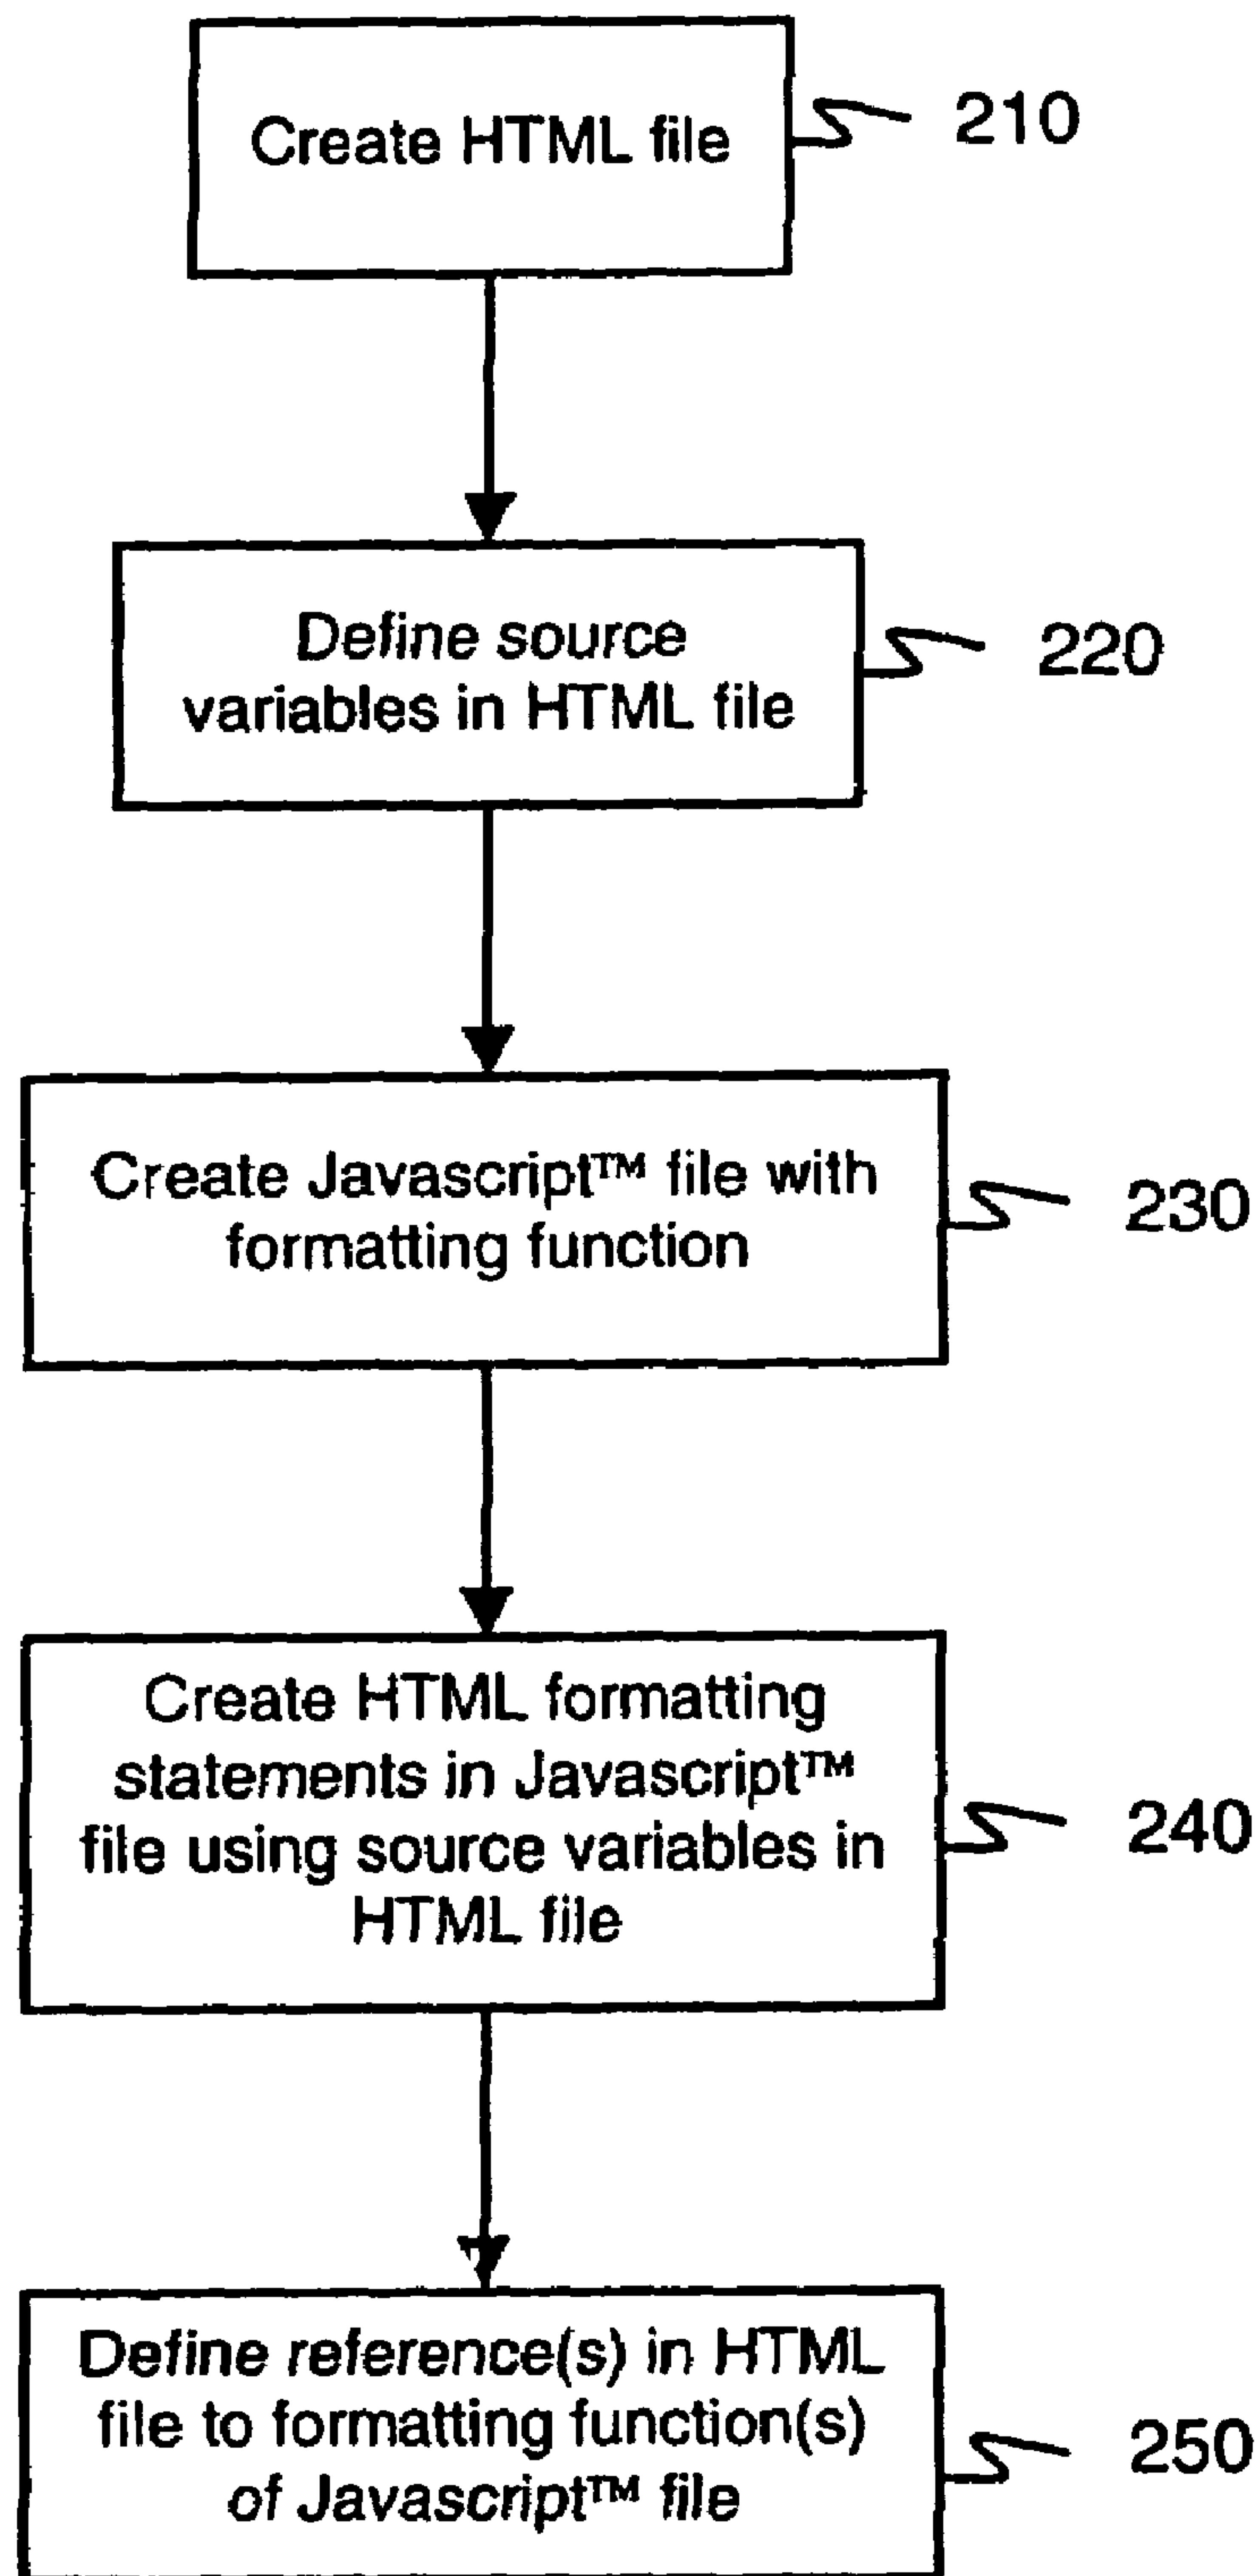 Create HTML file
210
Define source
variables in HTML file
220
Create Javascript™ file with
formatting function
230
Create HTML formatting
statements in Javascript™
file using source variables in
HTML file
240
Define reference(s) in HTML
file to formatting function(s)
of Javascript™ file
250